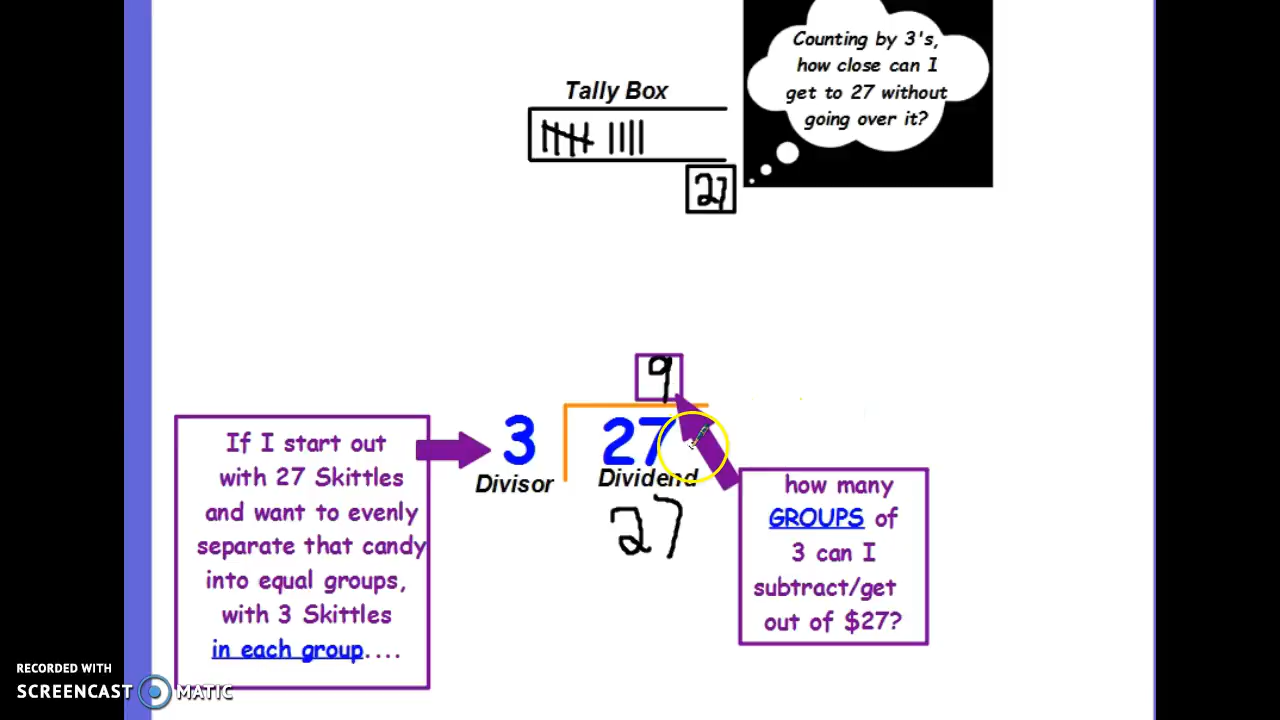 Counting by 3's,
how close can I
get to 27 without
going over it?
Tally Box
27
9
3
27
Divisor
Dividend
27
If I start out
with 27 Skittles
and want to evenly
separate that candy
into equal groups,
with 3 Skittles
in each group....
how many
GROUPS of
3 can I
subtract/get
out of $27?
RECORDED WITH
SCREENCAST MATIC